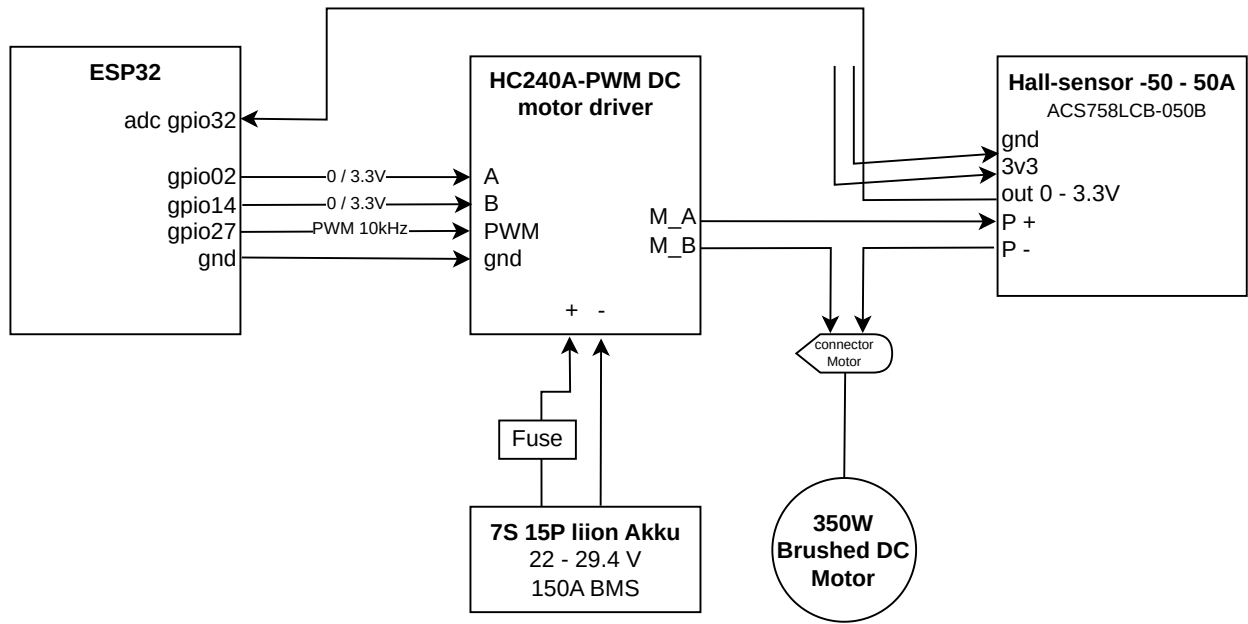 ESP32
adc gpio32
gpio02
gpio14
gpio27
gnd
0 / 3.3V
0 / 3.3V
PWM 10kHz
HC240A-PWM DC
motor driver
A
B
PWM
gnd
M_A
M_B
+ -
Hall-sensor -50 - 50A
ACS758LCB-050B
gnd
3v3
out 0 - 3.3V
P +
P -
connector
Motor
Fuse
7S 15P liion Akku
22 - 29.4 V
150A BMS
350W
Brushed DC
Motor